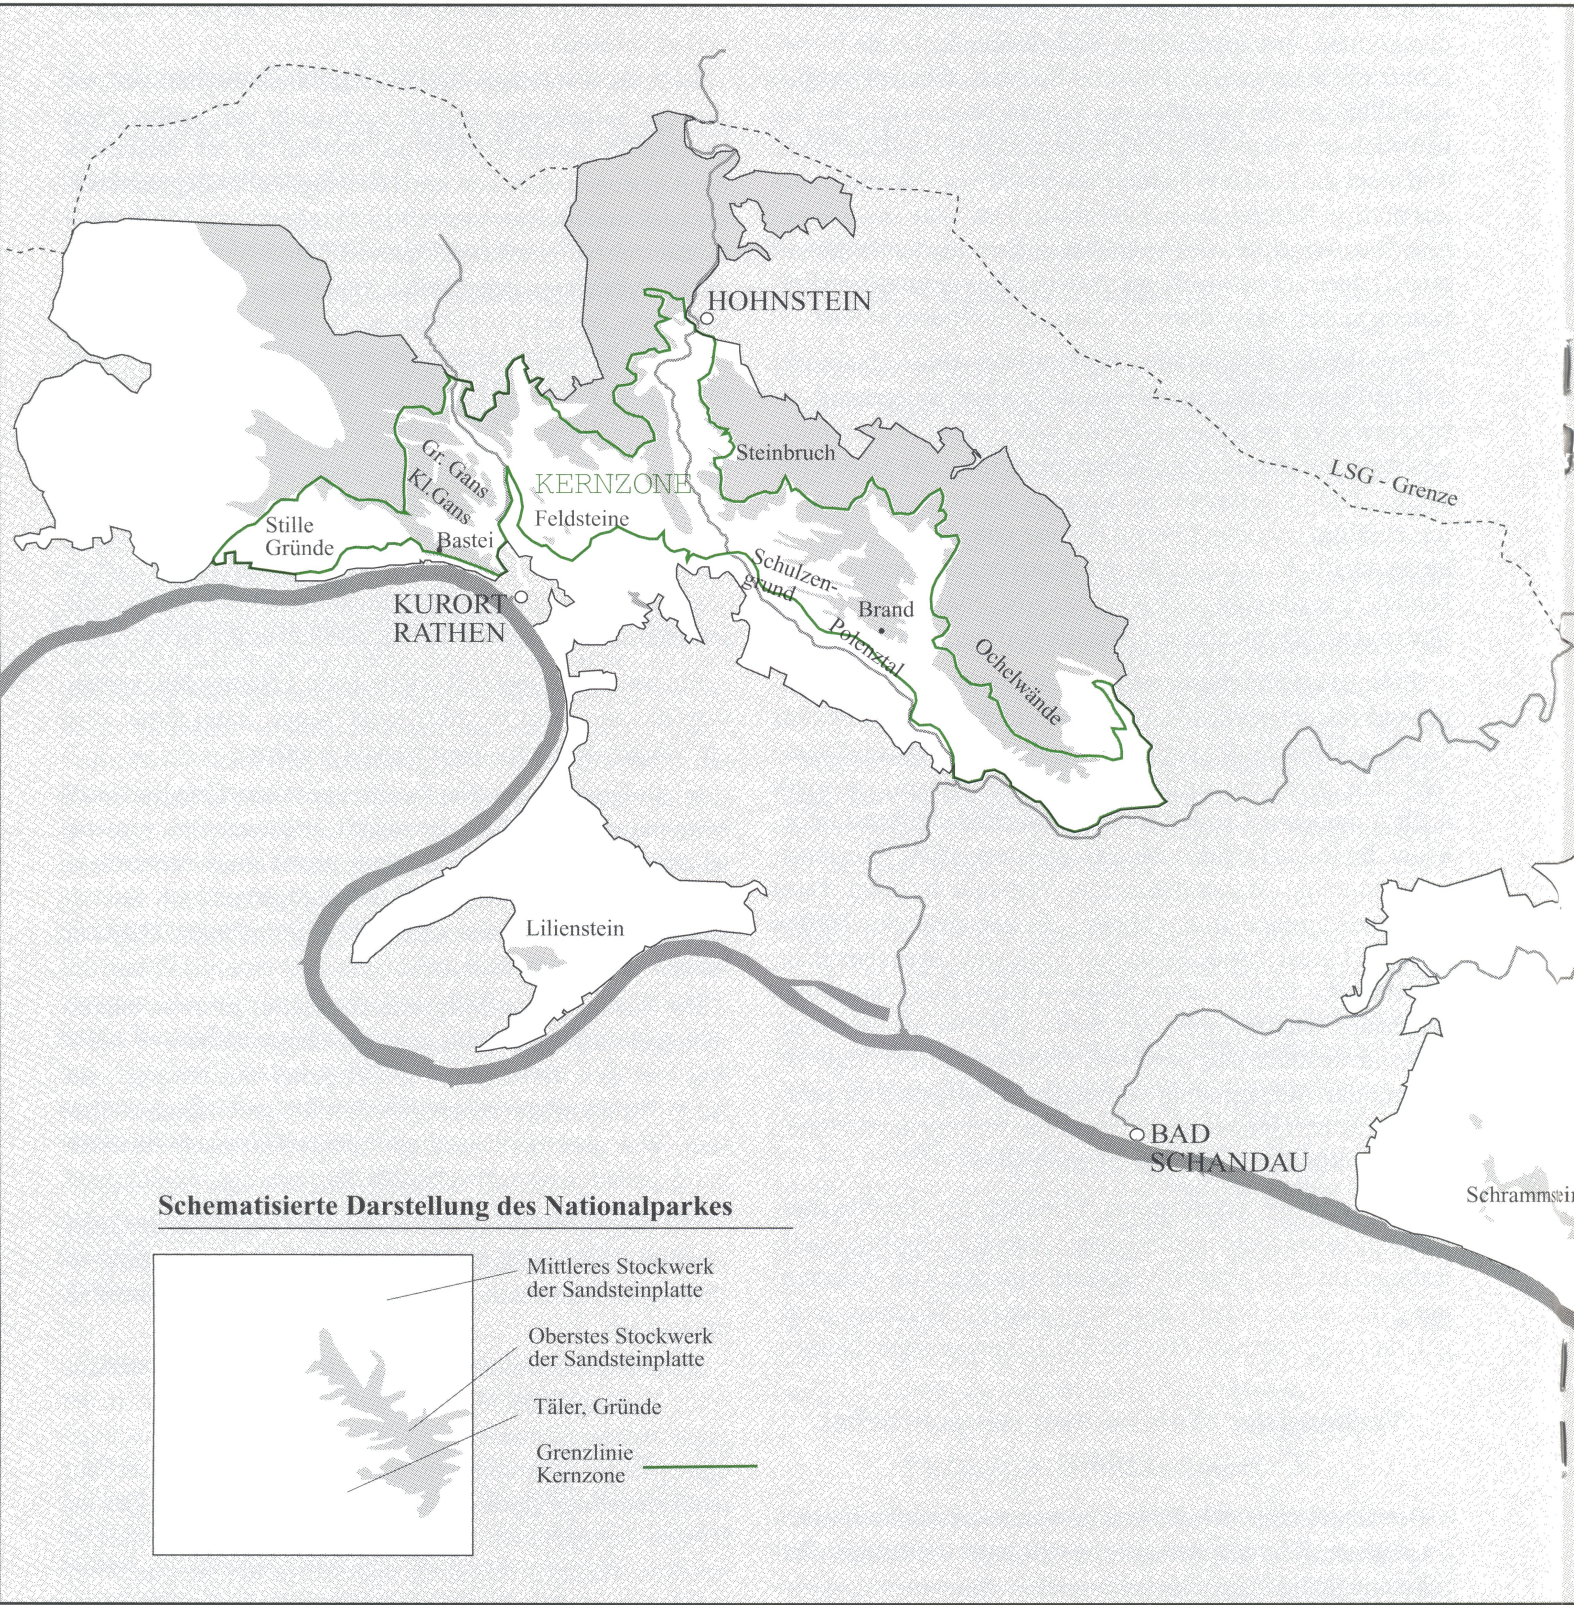 HOHNSTEIN
Steinbruch
LSG - Grenze
Gr. Gans
Kl.Gans
KERNZONE
Feldsteine
Stille
Gründe
Bastei
Schulzen-
grund
Brand
KURORT
RATHEN
Polenztal
Ochelwände
Lilienstein
BAD
SCHANDAU
Schrammstein
Schematisierte Darstellung des Nationalparkes
Mittleres Stockwerk
der Sandsteinplatte
Oberstes Stockwerk
der Sandsteinplatte
Täler, Gründe
Grenzlinie
Kernzone